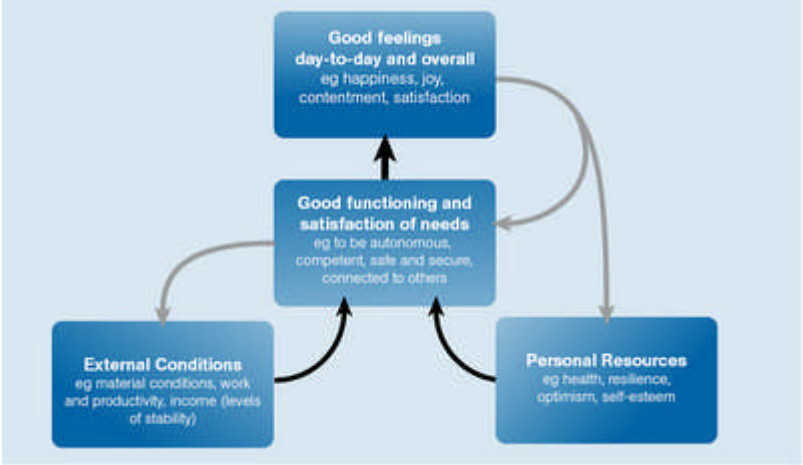 Good feelings
day-to-day and overall
eg happiness, joy,
contentment, satisfaction
Good functioning and
satisfaction of needs
eg to be autonomous,
competent, safe and secure,
connected to others
External Conditions
eg material conditions, work
and productivity, income (levels
of stability)
Personal Resources
eg health, resilience,
optimism, self-esteem